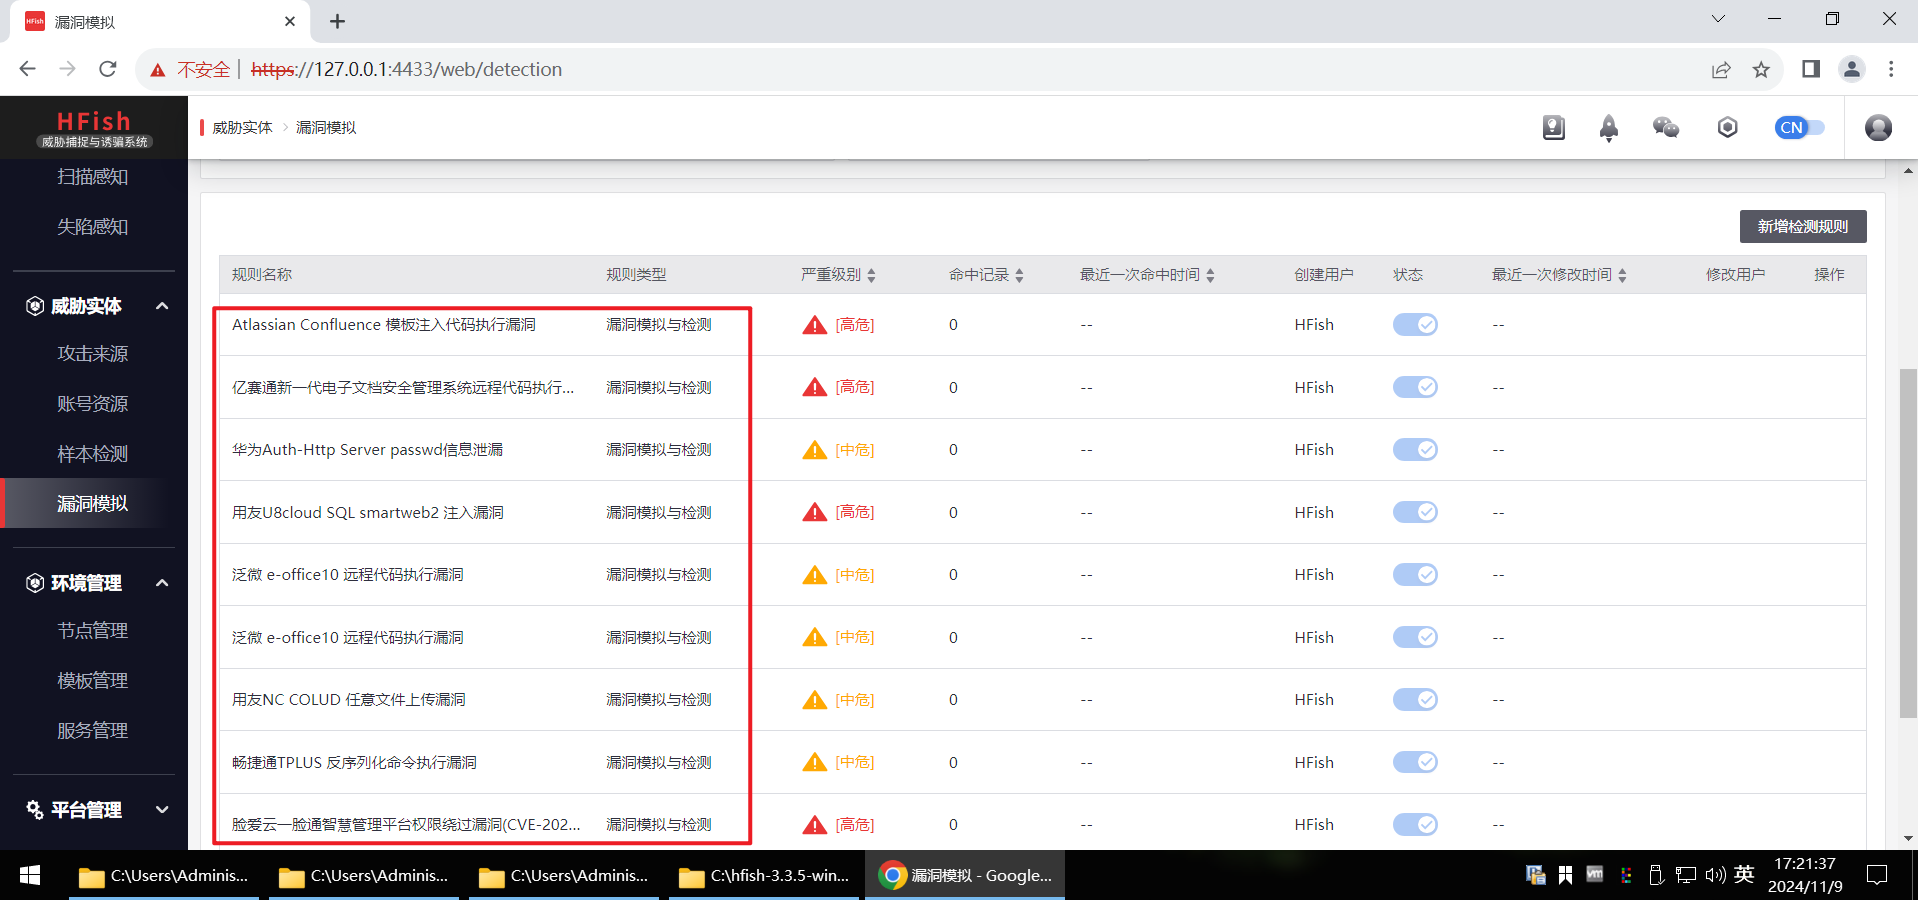 HFish
漏洞模拟
不安全
https://127.0.0.1:4433/web/detection
HFish
威胁捕捉与诱骗系统
威胁实体
漏洞模拟
CN
扫描感知
失陷感知
威胁实体
攻击来源
账号资源
样本检测
漏洞模拟
环境管理
节点管理
模板管理
服务管理
平台管理
新增检测规则
规则名称 规则类型 严重级别 命中记录 最近一次命中时间 创建用户 状态 最近一次修改时间 修改用户 操作
Atlassian Confluence 模板注入代码执行漏洞 漏洞模拟与检测 [高危] 0 -- HFish --
亿赛通新一代电子文档安全管理系统远程代码执行... 漏洞模拟与检测 [高危] 0 -- HFish --
华为Auth-Http Server passwd信息泄漏 漏洞模拟与检测 [中危] 0 -- HFish --
用友U8cloud SQL smartweb2 注入漏洞 漏洞模拟与检测 [高危] 0 -- HFish --
泛微 e-office10 远程代码执行漏洞 漏洞模拟与检测 [中危] 0 -- HFish --
泛微 e-office10 远程代码执行漏洞 漏洞模拟与检测 [中危] 0 -- HFish --
用友NC COLUD 任意文件上传漏洞 漏洞模拟与检测 [中危] 0 -- HFish --
畅捷通TPLUS 反序列化命令执行漏洞 漏洞模拟与检测 [中危] 0 -- HFish --
脸爱云一脸通智慧管理平台权限绕过漏洞(CVE-202... 漏洞模拟与检测 [高危] 0 -- HFish --
C:\Users\Adminis... C:\Users\Adminis... C:\Users\Adminis... C:\hfish-3.3.5-win... 漏洞模拟 - Google...
vm
英
17:21:37
2024/11/9